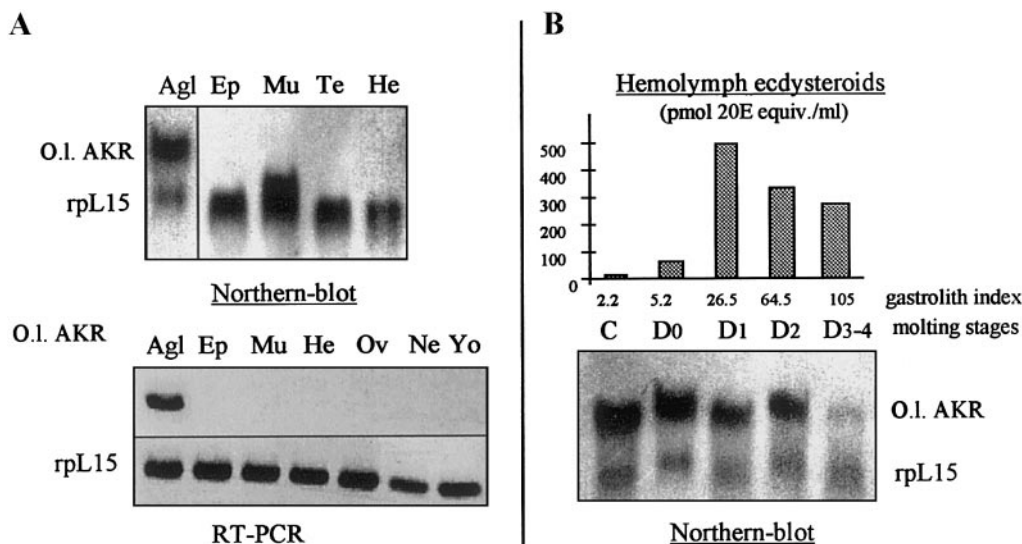 A
Agl Ep Mu Te He
O.l. AKR
rpL15
Northern-blot
O.l. AKR
Agl Ep Mu He Ov Ne Yo
rpL15
RT-PCR
B
Hemolymph ecdysteroids
(pmol 20E equiv./ml)
500
400
300
200
100
0
2.2 5.2 26.5 64.5 105 gastrolith index
C D0 D1 D2 D3-4 molting stages
O.l. AKR
rpL15
Northern-blot